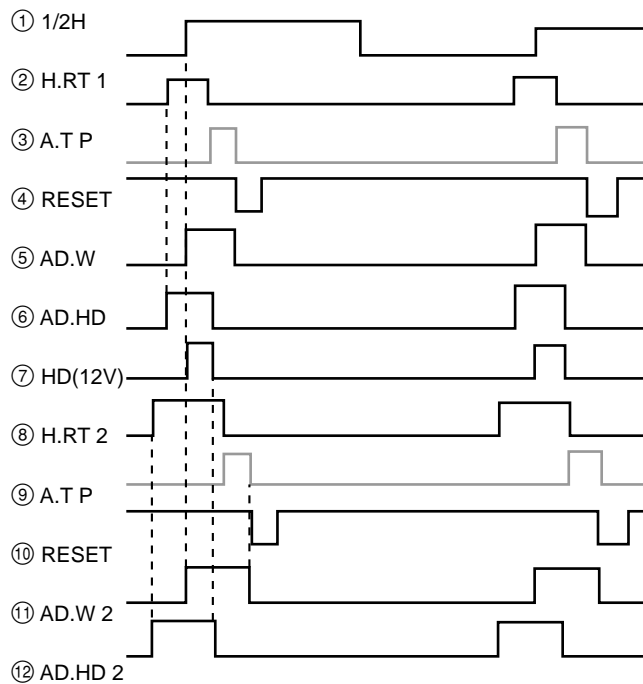 ① 1/2H
② H.RT 1
③ A.T P
④ RESET
⑤ AD.W
⑥ AD.HD
⑦ HD(12V)
⑧ H.RT 2
⑨ A.T P
⑩ RESET
⑪ AD.W 2
⑫ AD.HD 2